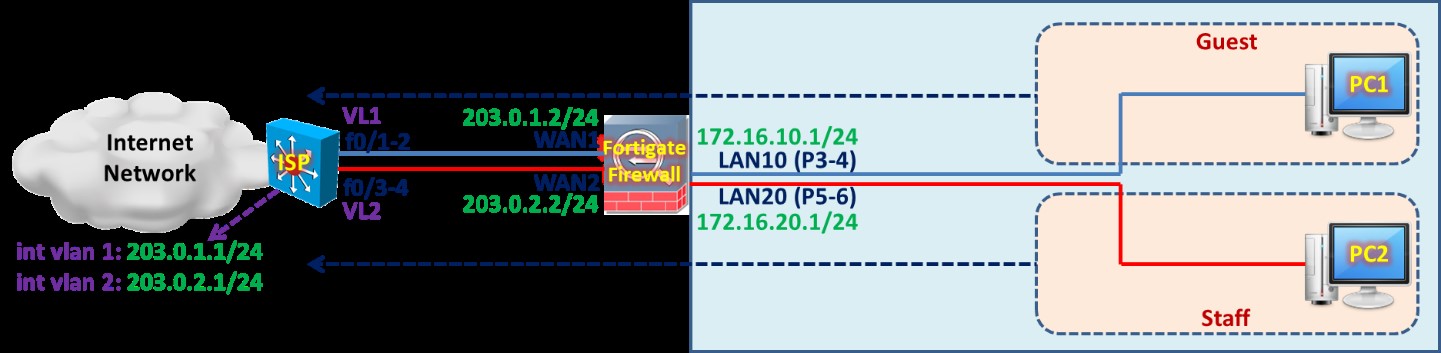 Guest
PC1
VL1
203.0.1.2/24
Internet
Network
ISP
f0/1-2
WAN1
Fortigate
Firewall
172.16.10.1/24
LAN10 (P3-4)
f0/3-4
WAN2
LAN20 (P5-6)
VL2
203.0.2.2/24
172.16.20.1/24
int vlan 1: 203.0.1.1/24
int vlan 2: 203.0.2.1/24
PC2
Staff